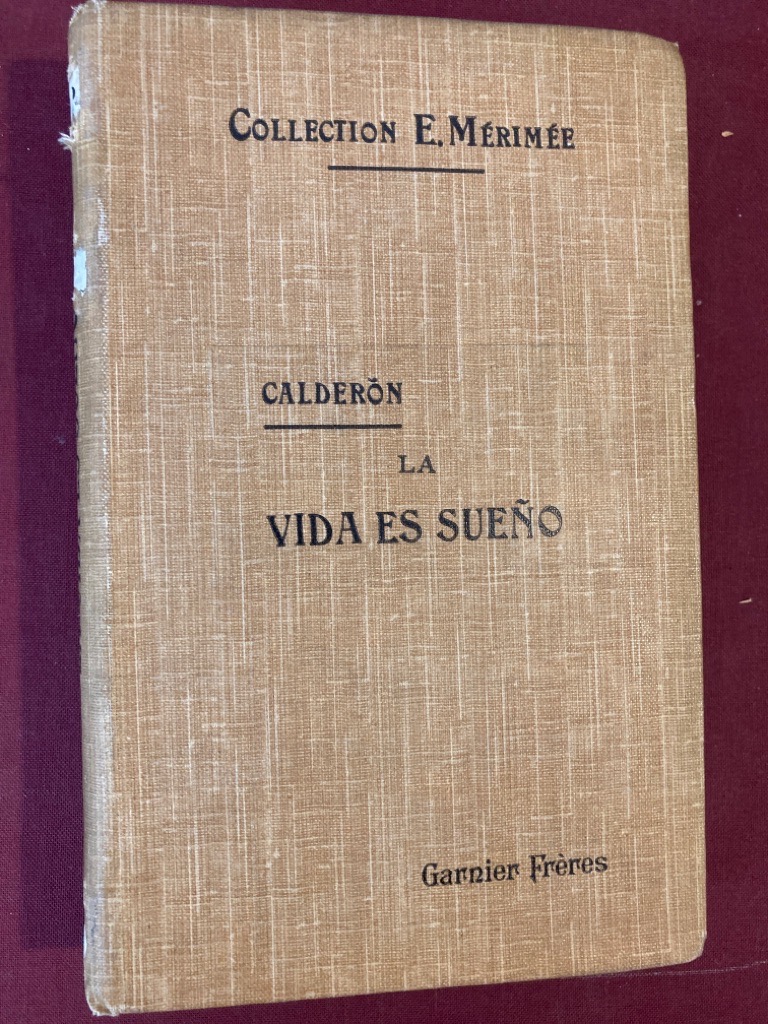 COLLECTION E. MÉRIMÉE
CALDERÓN
LA
VIDA ES SUEÑO
Garnier Frères